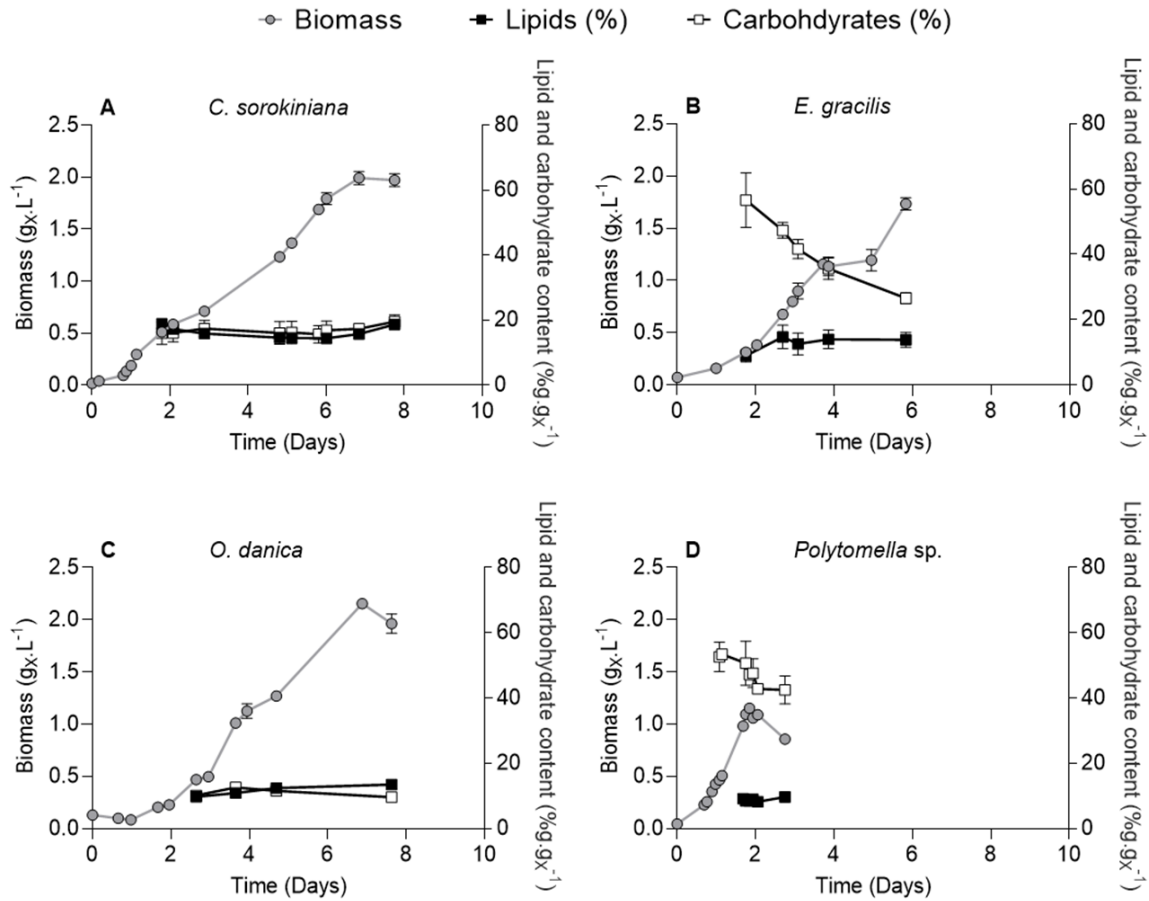 Biomass Lipids (%) Carbohdyrates (%)
A C. sorokiniana
Biomass (gX.L-1)
2.5
2.0
1.5
1.0
0.5
0.0
80
60
40
20
0
Lipid and carbohydrate content (%g.gX-1)
0 2 4 6 8 10
Time (Days)
B E. gracilis
Biomass (gX.L-1)
2.5
2.0
1.5
1.0
0.5
0.0
80
60
40
20
0
Lipid and carbohydrate content (%g.gX-1)
0 2 4 6 8 10
Time (Days)
C O. danica
Biomass (gX.L-1)
2.5
2.0
1.5
1.0
0.5
0.0
80
60
40
20
0
Lipid and carbohydrate content (%g.gX-1)
0 2 4 6 8 10
Time (Days)
D Polytomella sp.
Biomass (gX.L-1)
2.5
2.0
1.5
1.0
0.5
0.0
80
60
40
20
0
Lipid and carbohydrate content (%g.gX-1)
0 2 4 6 8 10
Time (Days)